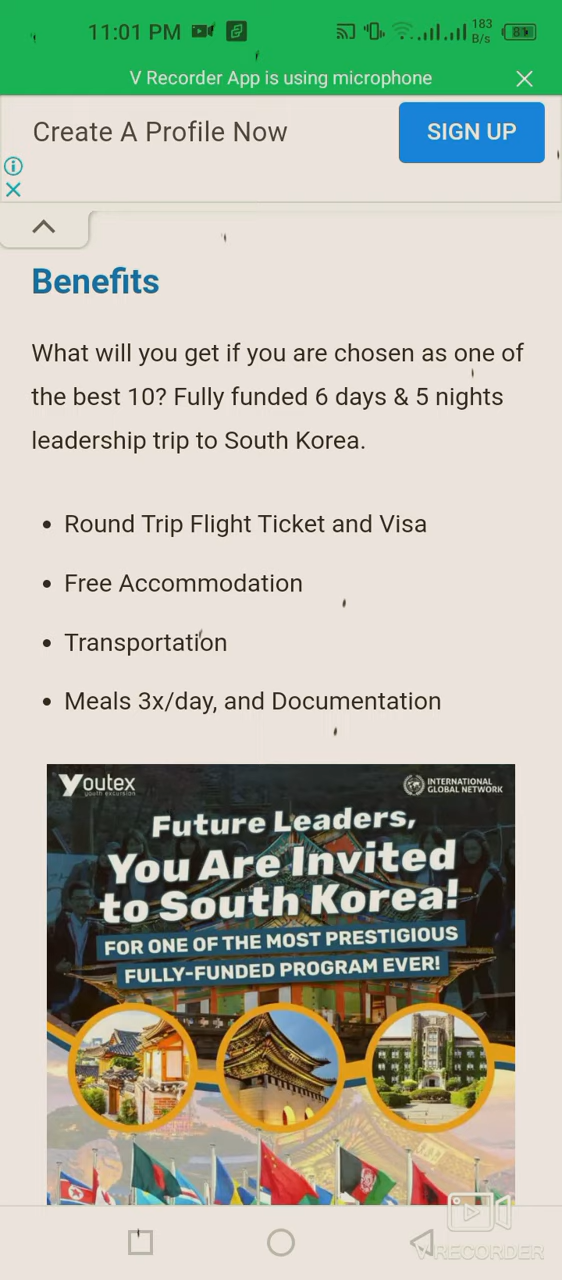 11:01 PM
183
B/s
V Recorder App is using microphone
Create A Profile Now
SIGN UP
Benefits
What will you get if you are chosen as one of
the best 10? Fully funded 6 days & 5 nights
leadership trip to South Korea.
Round Trip Flight Ticket and Visa
Free Accommodation
Transportation
Meals 3x/day, and Documentation
Youtex
youth excursion
INTERNATIONAL
GLOBAL NETWORK
Future Leaders,
You Are Invited
to South Korea!
FOR ONE OF THE MOST PRESTIGIOUS
FULLY-FUNDED PROGRAM EVER!
V RECORDER